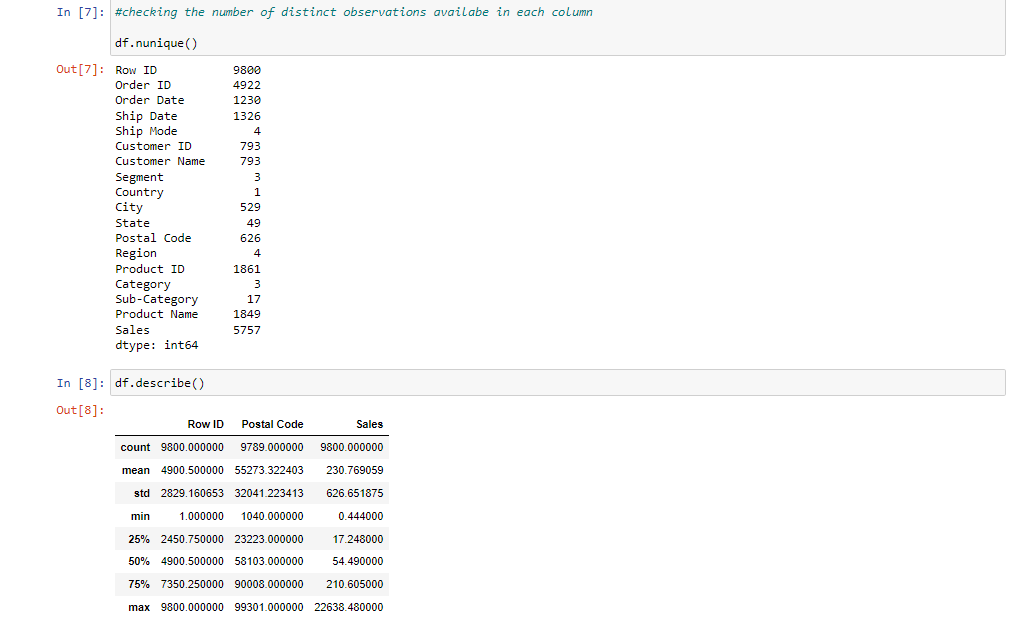 In [7]: #checking the number of distinct observations availabe in each column
df.nunique()
Out[7]: Row ID 9800
Order ID 4922
Order Date 1230
Ship Date 1326
Ship Mode 4
Customer ID 793
Customer Name 793
Segment 3
Country 1
City 529
State 49
Postal Code 626
Region 4
Product ID 1861
Category 3
Sub-Category 17
Product Name 1849
Sales 5757
dtype: int64
In [8]: df.describe()
Out[8]:
Row ID Postal Code Sales
count 9800.000000 9789.000000 9800.000000
mean 4900.500000 55273.322403 230.769059
std 2829.160653 32041.223413 626.651875
min 1.000000 1040.000000 0.444000
25% 2450.750000 23223.000000 17.248000
50% 4900.500000 58103.000000 54.490000
75% 7350.250000 90008.000000 210.605000
max 9800.000000 99301.000000 22638.480000